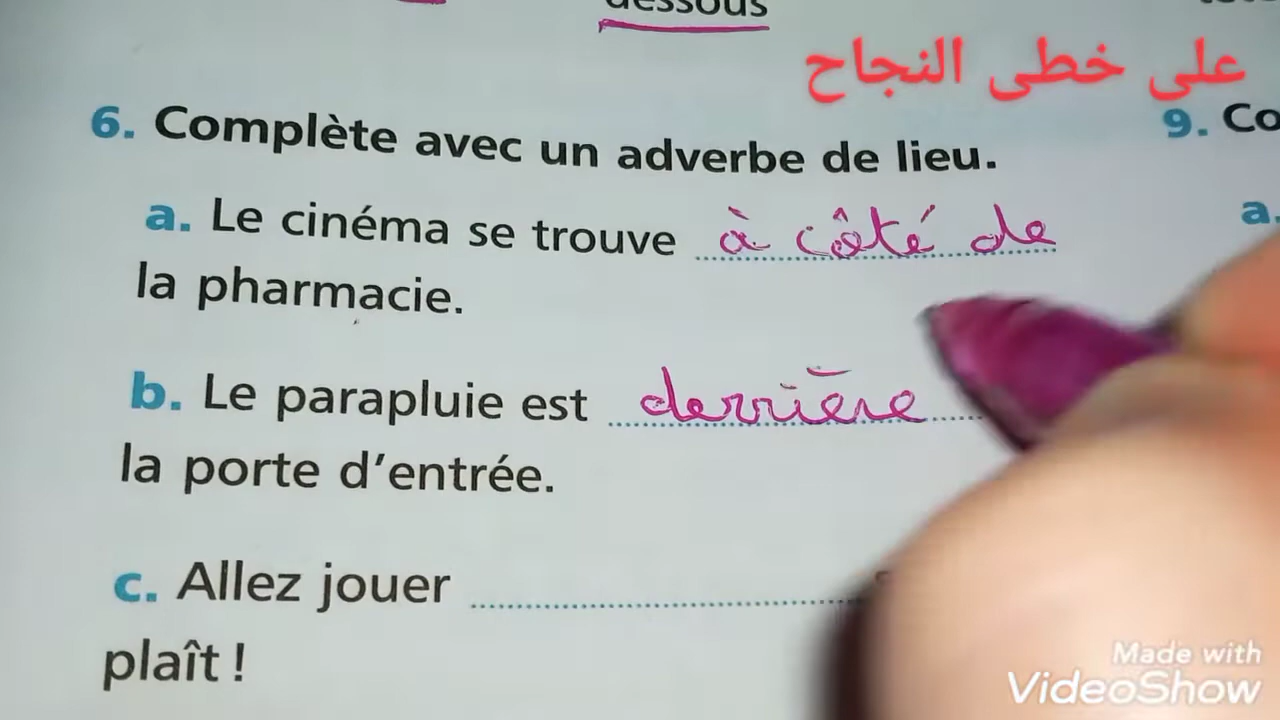 dessous
على خطى النجاح
6. Complète avec un adverbe de lieu.
a. Le cinéma se trouve à côté de
la pharmacie.
b. Le parapluie est derrière
la porte d'entrée.
c. Allez jouer
plaît !
9. Co
a.
Made with
VideoShow